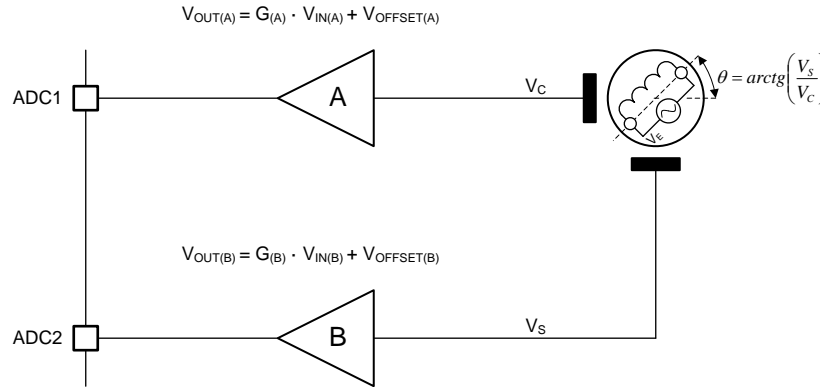 V_OUT(A) = G_(A) · V_IN(A) + V_OFFSET(A)
ADC1
A
V_C
V_E
θ = arctg(V_S/V_C)
V_OUT(B) = G_(B) · V_IN(B) + V_OFFSET(B)
ADC2
B
V_S